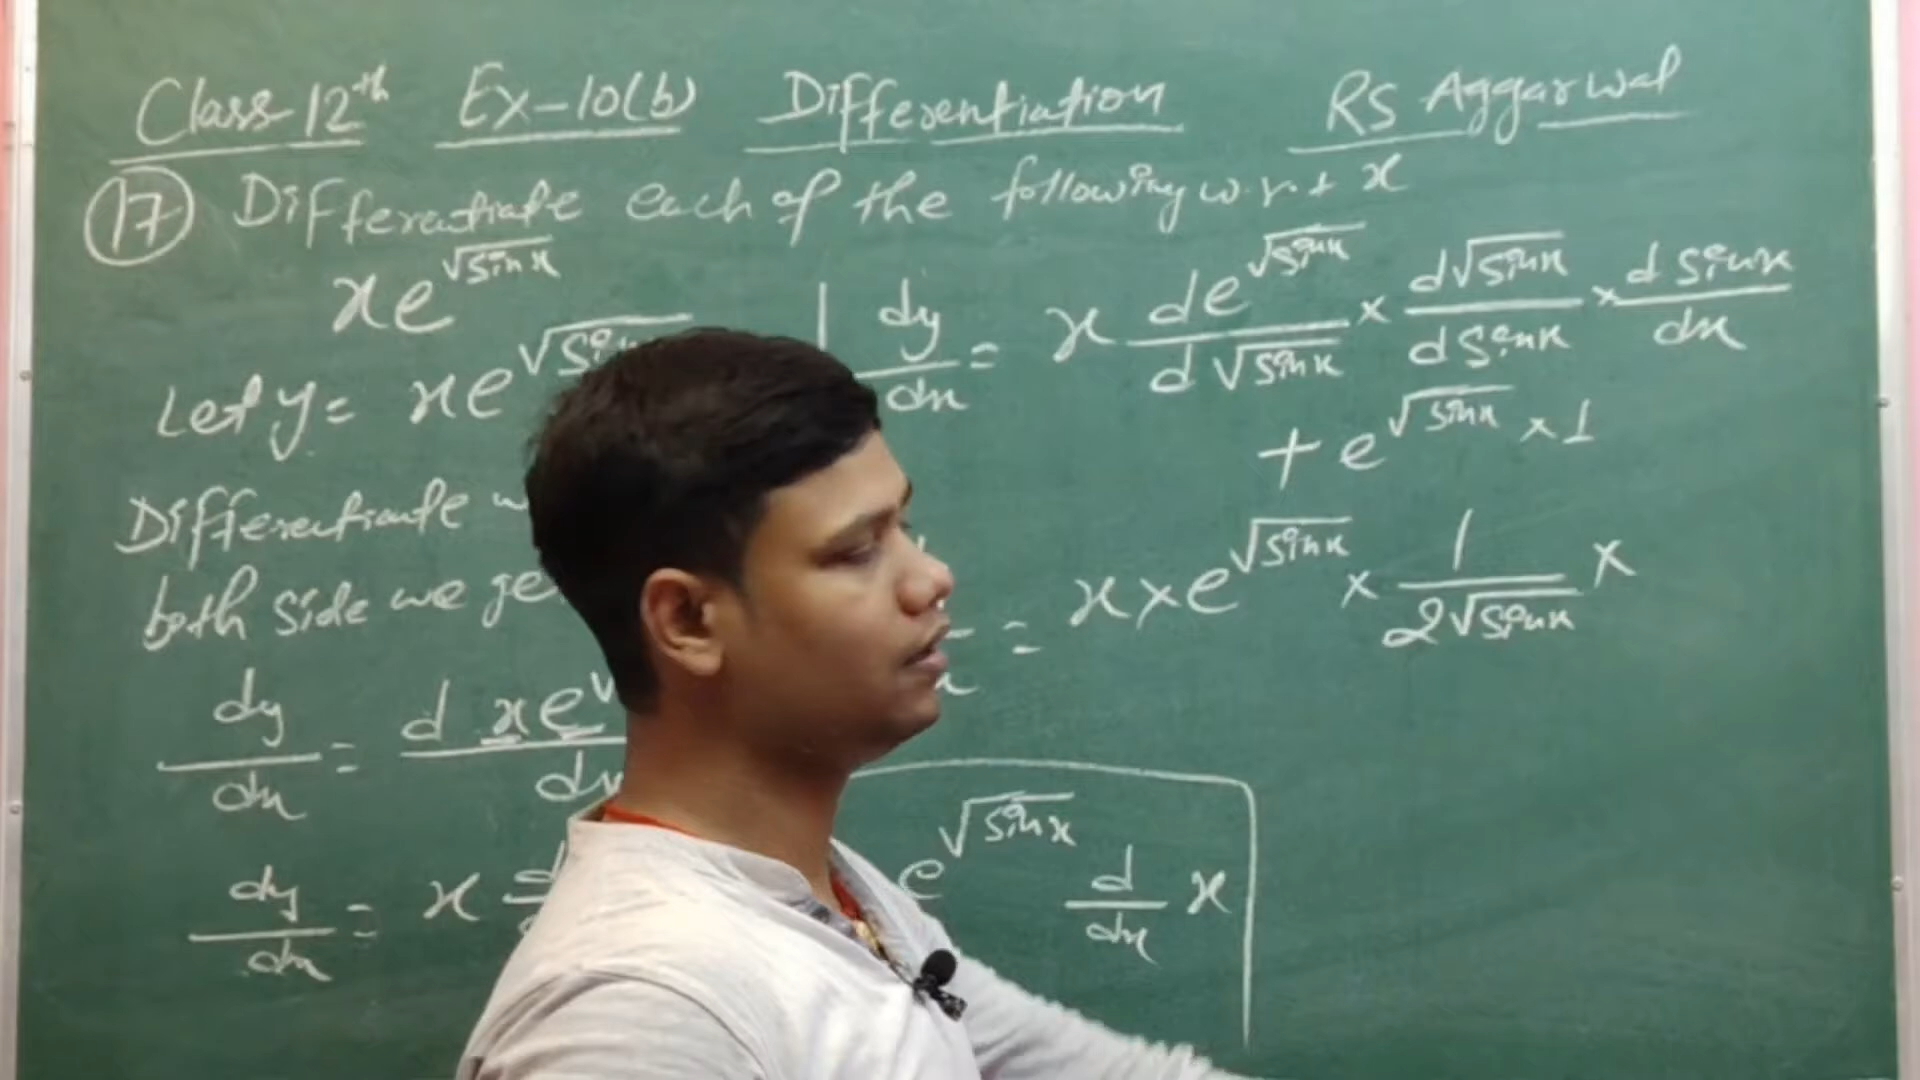 Class-12th Ex-10(b) Differentiation RS Aggarwal
17 Differentiate each of the following w.r.t x
xe^√sinx
Let y = xe^√sin
Differentiate w
both side we ge
dy/dx = d xe^√ / dx
dy/dx = x d e^√sinx d/dx x
dy/dx = x de^√sinx / d√sinx × d√sinx / dsinx × dsinx / dx
+ e^√sinx × 1
= x × e^√sinx × 1 / 2√sinx ×